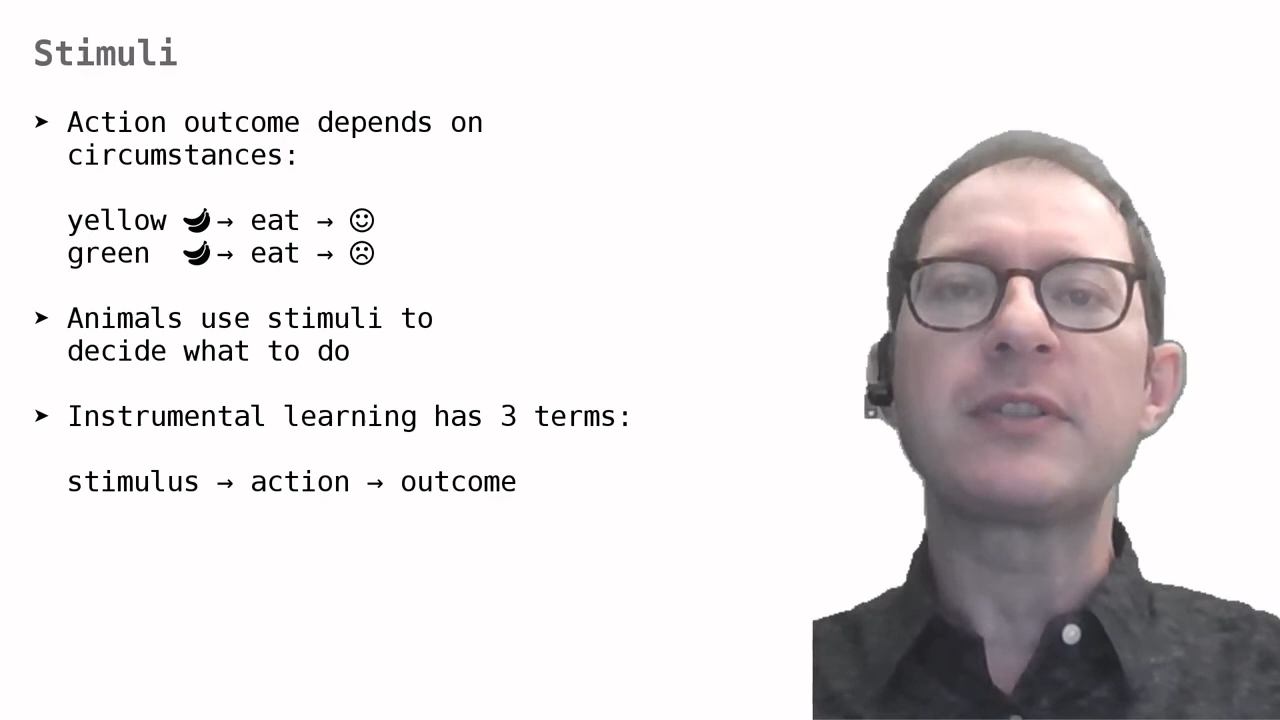 Stimuli
➤ Action outcome depends on
circumstances:
yellow 🍌→ eat → ☺
green 🍌→ eat → ☹
➤ Animals use stimuli to
decide what to do
➤ Instrumental learning has 3 terms:
stimulus → action → outcome